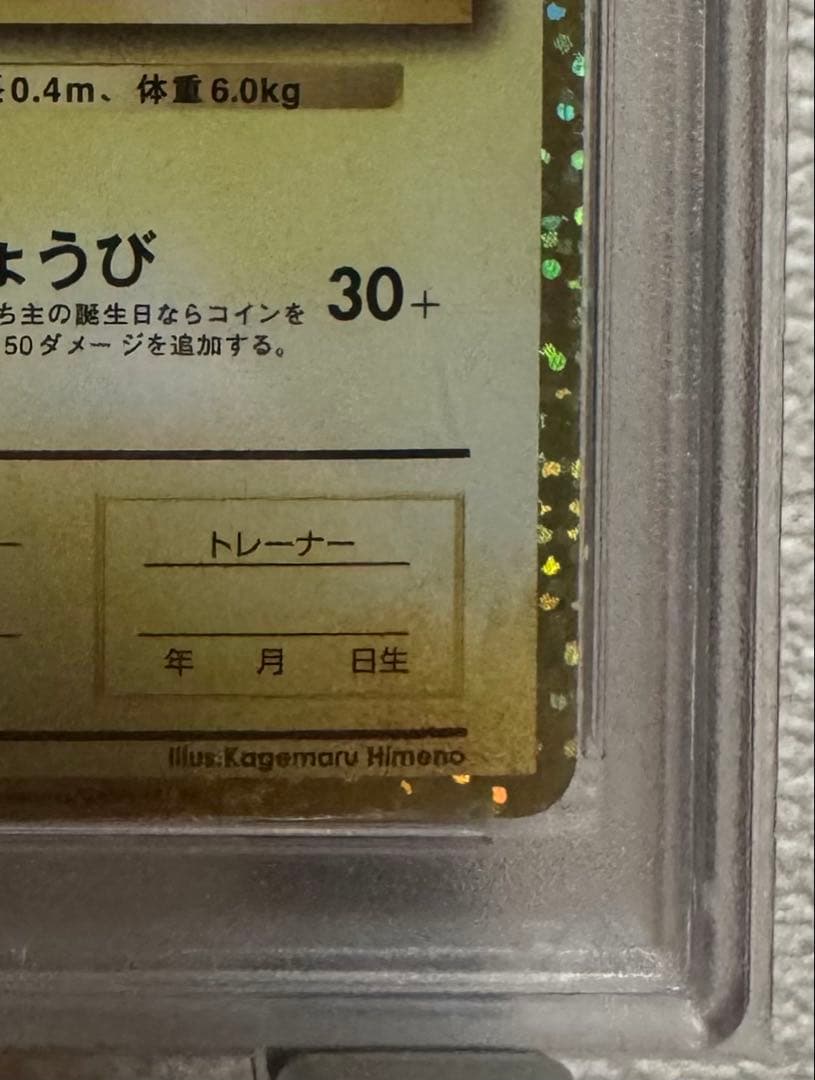 0.4m、体重6.0kg
ょうび
30+
ち主の誕生日ならコインを
50ダメージを追加する。
トレーナー
年 月 日生
Illus.Kagemaru Himeno